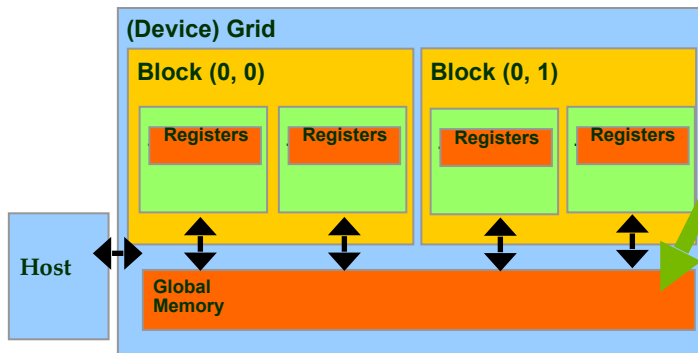 (Device) Grid
Block (0, 0)
Block (0, 1)
Registers
Registers
Registers
Registers
Host
Global
Memory